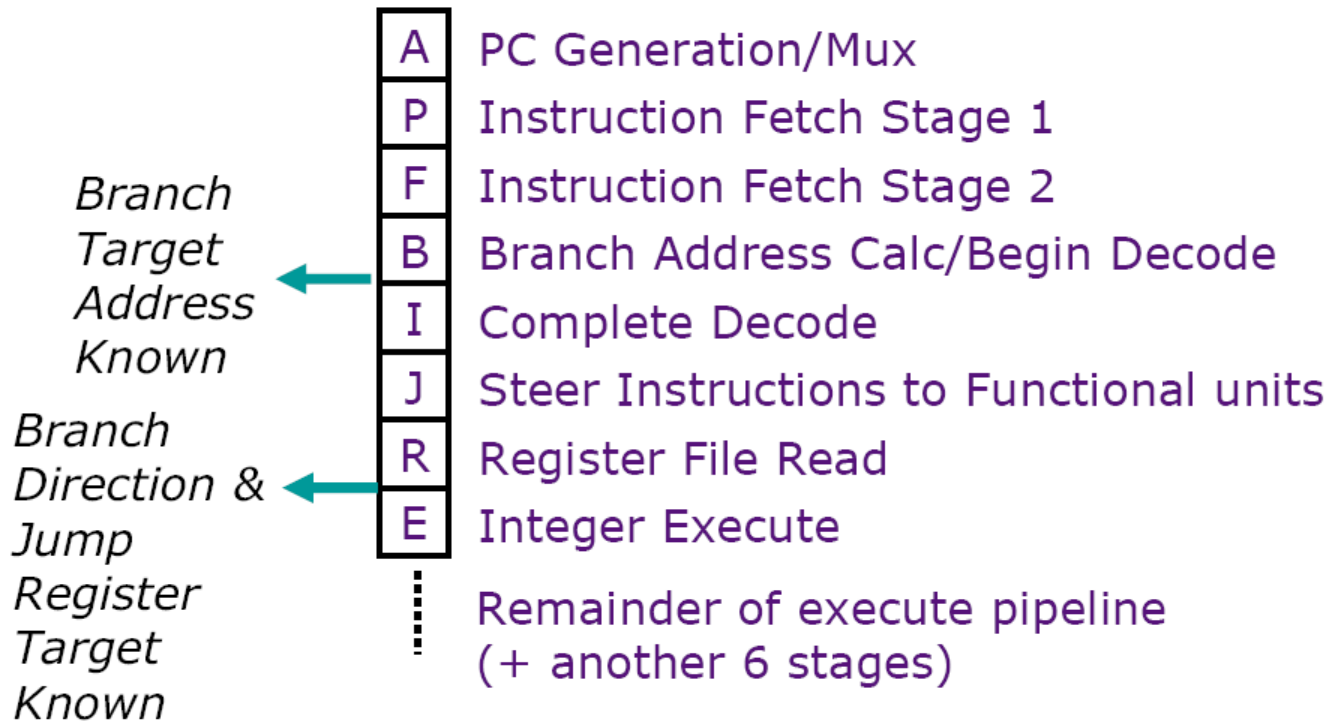 A PC Generation/Mux
P Instruction Fetch Stage 1
F Instruction Fetch Stage 2
B Branch Address Calc/Begin Decode
I Complete Decode
J Steer Instructions to Functional units
R Register File Read
E Integer Execute
Remainder of execute pipeline
(+ another 6 stages)
Branch
Target
Address
Known
Branch
Direction &
Jump
Register
Target
Known